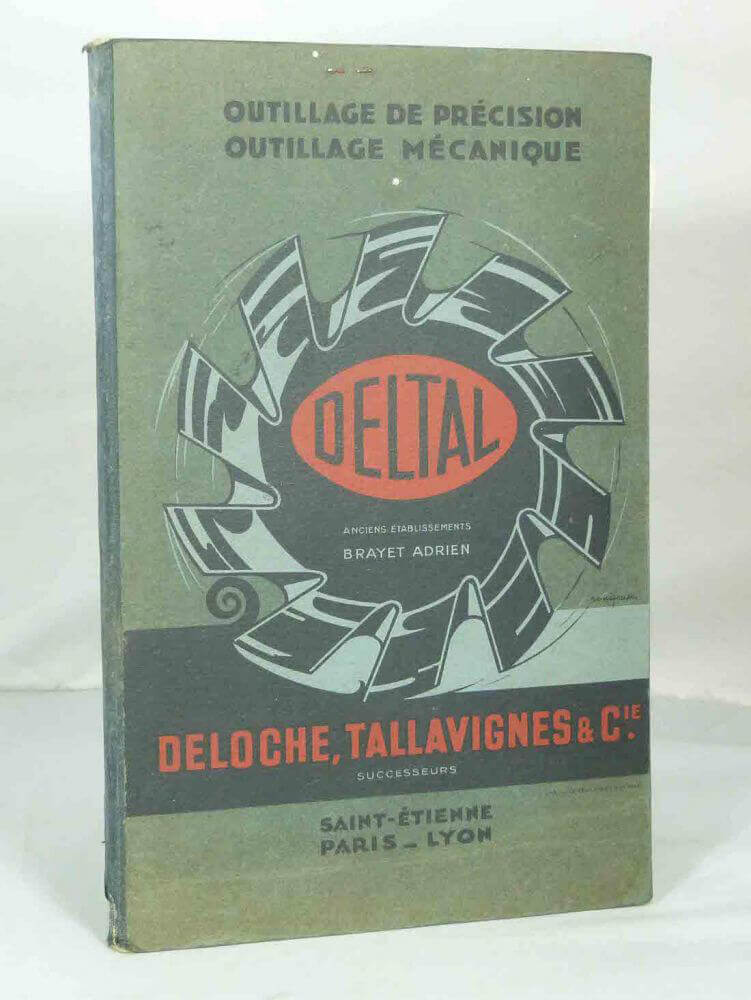 OUTILLAGE DE PRÉCISION
OUTILLAGE MÉCANIQUE
DELTAL
ANCIENS ÉTABLISSEMENTS
BRAYET ADRIEN
DELOCHE, TALLAVIGNES & CIE.
SUCCESSEURS
SAINT-ÉTIENNE
PARIS - LYON